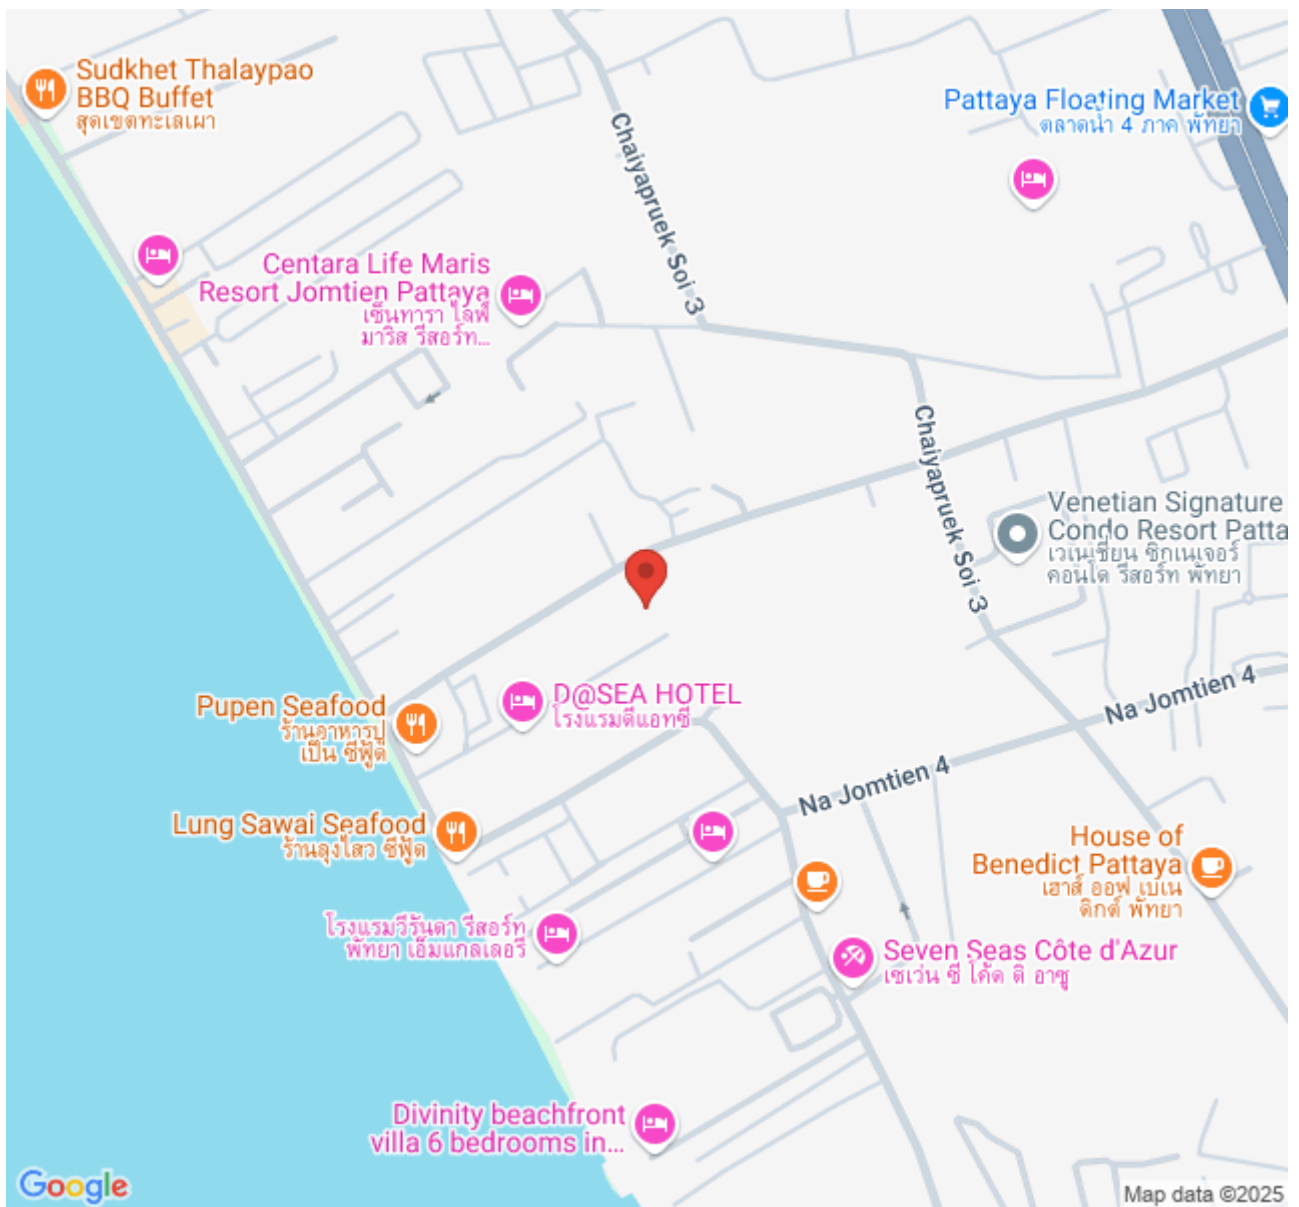 Sudkhet Thalaypao
BBQ Buffet
สุดเขตทะเลเผา
Pattaya Floating Market
ตลาดน้ำ 4 ภาค พัทยา
Chaiyapruek Soi 3
Centara Life Maris
Resort Jomtien Pattaya
เซ็นทารา ไลฟ์
มาริส รีสอร์ท...
Chaiyapruek Soi 3
Venetian Signature
Condo Resort Patta
เวเนเชี่ยน ซิกเนเจอร์
คอนโด รีสอร์ท พัทยา
D@SEA HOTEL
โรงแรมดีแอทซี
Pupen Seafood
ร้านอาหารปู
เป็น ซีฟู้ด
Na Jomtien 4
Na Jomtien 4
Lung Sawai Seafood
ร้านลุงไสว ซีฟู้ด
House of
Benedict Pattaya
เฮาส์ ออฟ เบเน
ดิกต์ พัทยา
โรงแรมวีรันดา รีสอร์ท
พัทยา เอ็มแกลเลอรี
Seven Seas Côte d'Azur
เซเว่น ซี โค้ด ดิ อาซู
Divinity beachfront
villa 6 bedrooms in...
Google
Map data ©2025